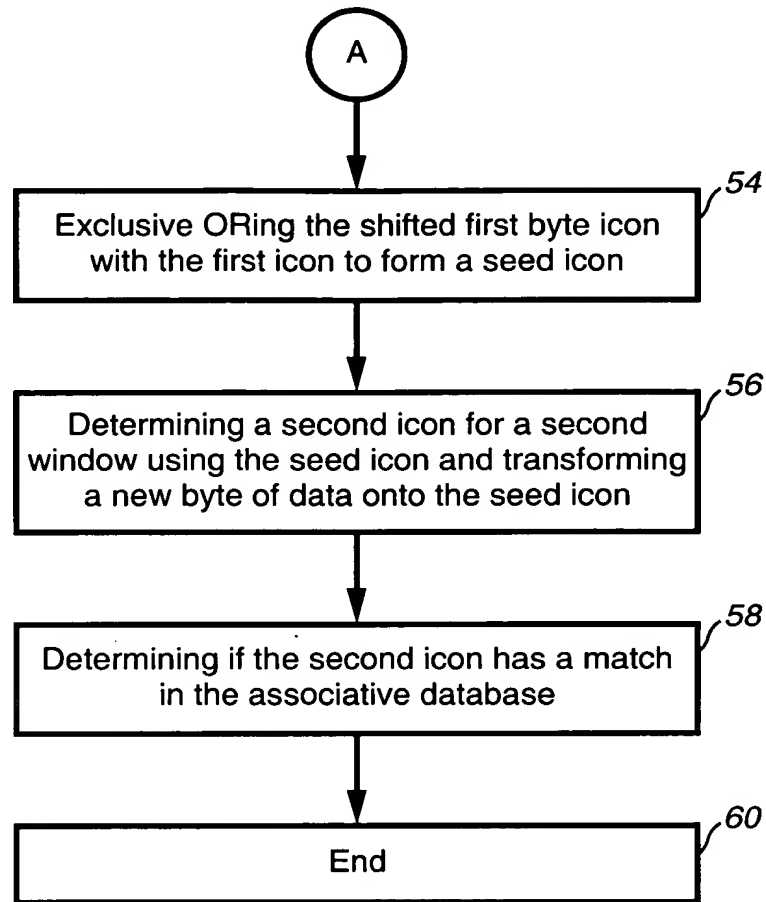 A
54
Exclusive ORing the shifted first byte icon
with the first icon to form a seed icon
56
Determining a second icon for a second
window using the seed icon and transforming
a new byte of data onto the seed icon
58
Determining if the second icon has a match
in the associative database
60
End